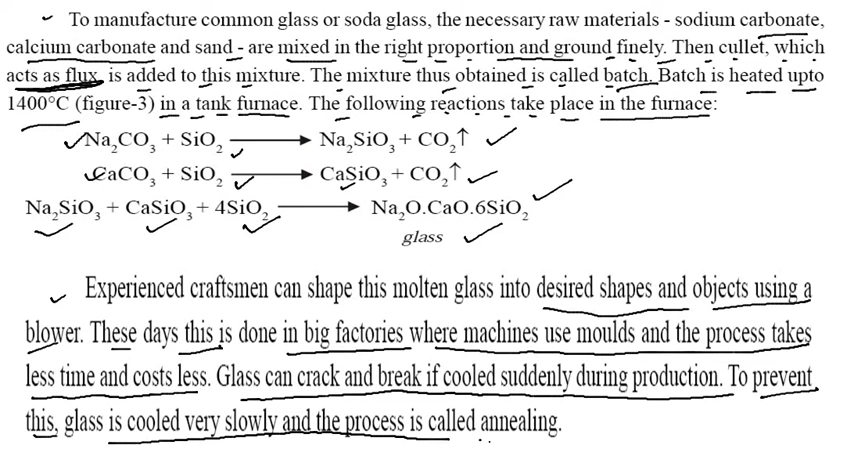 To manufacture common glass or soda glass, the necessary raw materials - sodium carbonate,
calcium carbonate and sand - are mixed in the right proportion and ground finely. Then cullet, which
acts as flux, is added to this mixture. The mixture thus obtained is called batch. Batch is heated upto
1400°C (figure-3) in a tank furnace. The following reactions take place in the furnace:
Na₂CO₃ + SiO₂ ⟶ Na₂SiO₃ + CO₂↑
CaCO₃ + SiO₂ ⟶ CaSiO₃ + CO₂↑
Na₂SiO₃ + CaSiO₃ + 4SiO₂ ⟶ Na₂O.CaO.6SiO₂
glass
Experienced craftsmen can shape this molten glass into desired shapes and objects using a
blower. These days this is done in big factories where machines use moulds and the process takes
less time and costs less. Glass can crack and break if cooled suddenly during production. To prevent
this, glass is cooled very slowly and the process is called annealing.